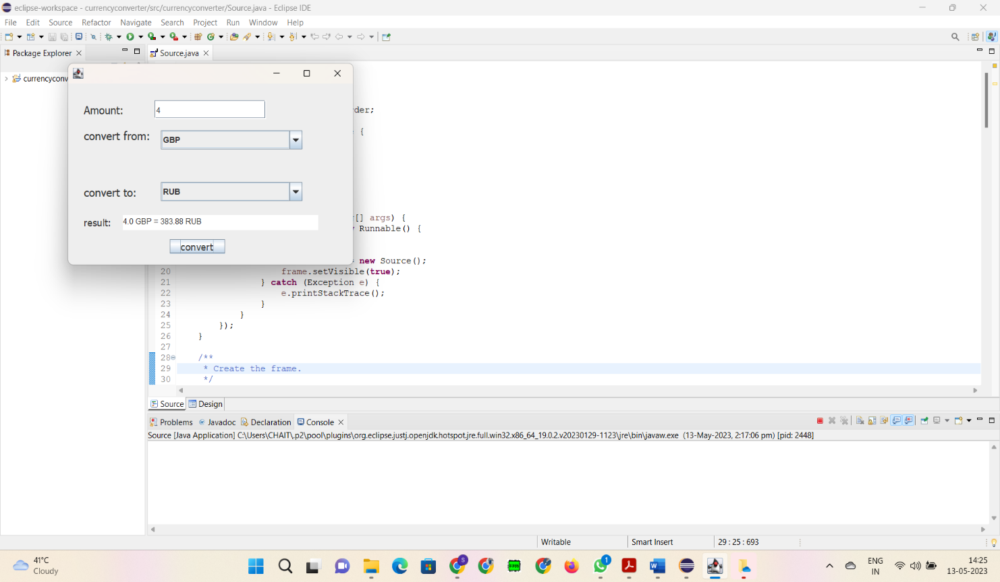 eclipse-workspace - currencyconverter/src/currencyconverter/Source.java - Eclipse IDE
File Edit Source Refactor Navigate Search Project Run Window Help
Package Explorer
Source.java
currencyconv
Amount: 4
der;
convert from: GBP
{
convert to: RUB
result: 4.0 GBP = 383.88 RUB
[] args) {
Runnable() {
convert
= new Source();
20 frame.setVisible(true);
21 } catch (Exception e) {
22 e.printStackTrace();
23 }
24 }
25 });
26 }
27
28 /**
29 * Create the frame.
30 */
Source Design
Problems @ Javadoc Declaration Console
Source [Java Application] C:\Users\CHAIT\.p2\pool\plugins\org.eclipse.justj.openjdk.hotspot.jre.full.win32.x86_64_19.0.2.v20230129-1123\jre\bin\javaw.exe (13-May-2023, 2:17:06 pm) [pid: 2448]
Writable Smart Insert 29 : 25 : 693
41°C
Cloudy
S
1
ENG
IN
14:25
13-05-2023